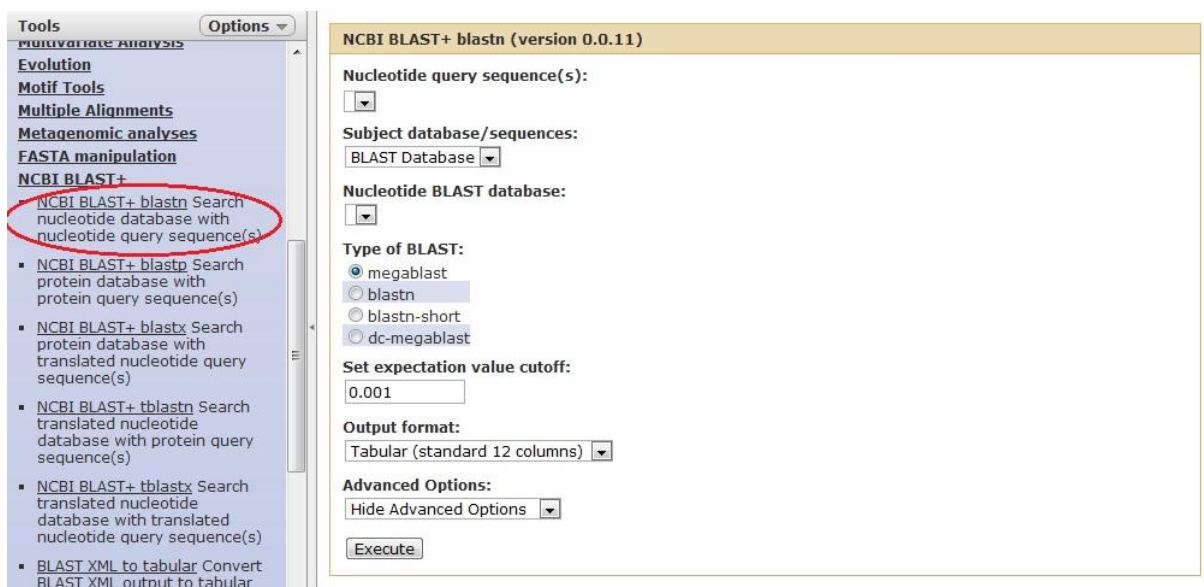 Tools
Options
Multivariate Analysis
Evolution
Motif Tools
Multiple Alignments
Metagenomic analyses
FASTA manipulation
NCBI BLAST+
NCBI BLAST+ blastn Search
nucleotide database with
nucleotide query sequence(s)
NCBI BLAST+ blastp Search
protein database with
protein query sequence(s)
NCBI BLAST+ blastx Search
protein database with
translated nucleotide query
sequence(s)
NCBI BLAST+ tblastn Search
translated nucleotide
database with protein query
sequence(s)
NCBI BLAST+ tblastx Search
translated nucleotide
database with translated
nucleotide query sequence(s)
BLAST XML to tabular Convert
BLAST XML output to tabular
NCBI BLAST+ blastn (version 0.0.11)
Nucleotide query sequence(s):
Subject database/sequences:
BLAST Database
Nucleotide BLAST database:
Type of BLAST:
megablast
blastn
blastn-short
dc-megablast
Set expectation value cutoff:
0.001
Output format:
Tabular (standard 12 columns)
Advanced Options:
Hide Advanced Options
Execute